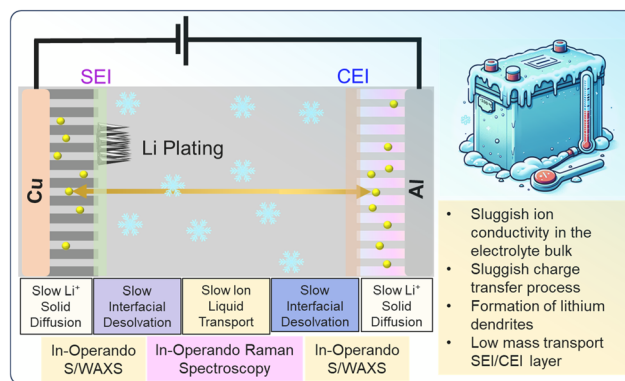 SEI
CEI
Li Plating
Cu
Al
Slow Li⁺
Solid
Diffusion
Slow
Interfacial
Desolvation
Slow Ion
Liquid
Transport
Slow
Interfacial
Desolvation
Slow Li⁺
Solid
Diffusion
In-Operando
S/WAXS
In-Operando Raman
Spectroscopy
In-Operando
S/WAXS
• Sluggish ion
conductivity in the
electrolyte bulk
• Sluggish charge
transfer process
• Formation of lithium
dendrites
• Low mass transport
SEI/CEI layer